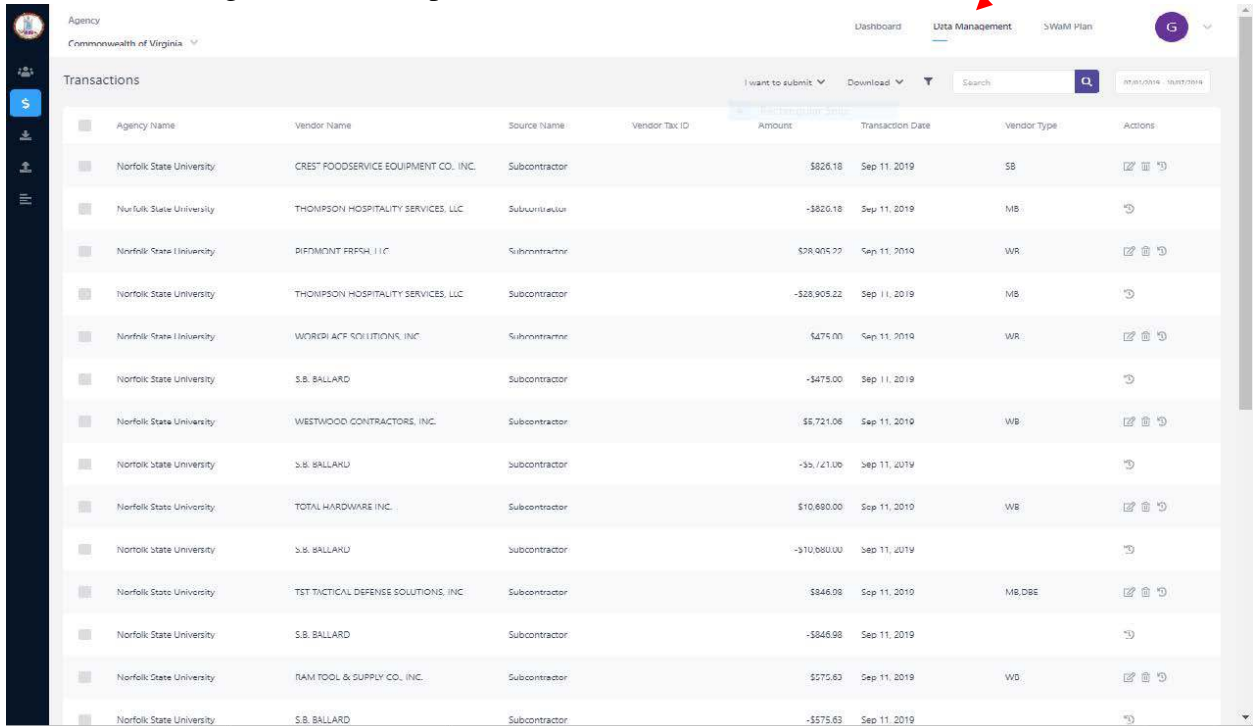 Agency
Dashboard Data Management SWaM Plan G
Commonwealth of Virginia
Transactions I want to submit Download Search 07/01/2019 - 10/07/2019
Agency Name Vendor Name Source Name Vendor Tax ID Amount Transaction Date Vendor Type Actions
Norfolk State University CREST FOODSERVICE EQUIPMENT CO., INC. Subcontractor $826.18 Sep 11, 2019 SB
Norfolk State University THOMPSON HOSPITALITY SERVICES, LLC Subcontractor -$826.18 Sep 11, 2019 MB
Norfolk State University PIEDMONT FRESH, LLC Subcontractor $28,905.22 Sep 11, 2019 WB
Norfolk State University THOMPSON HOSPITALITY SERVICES, LLC Subcontractor -$28,905.22 Sep 11, 2019 MB
Norfolk State University WORKPLACE SOLUTIONS, INC Subcontractor $475.00 Sep 11, 2019 WB
Norfolk State University S.B. BALLARD Subcontractor -$475.00 Sep 11, 2019
Norfolk State University WESTWOOD CONTRACTORS, INC. Subcontractor $5,721.06 Sep 11, 2019 WB
Norfolk State University S.B. BALLARD Subcontractor -$5,721.06 Sep 11, 2019
Norfolk State University TOTAL HARDWARE INC. Subcontractor $10,680.00 Sep 11, 2019 WB
Norfolk State University S.B. BALLARD Subcontractor -$10,680.00 Sep 11, 2019
Norfolk State University TST TACTICAL DEFENSE SOLUTIONS, INC Subcontractor $846.98 Sep 11, 2019 MB,DBE
Norfolk State University S.B. BALLARD Subcontractor -$846.98 Sep 11, 2019
Norfolk State University RAM TOOL & SUPPLY CO., INC. Subcontractor $575.63 Sep 11, 2019 WB
Norfolk State University S.B. BALLARD Subcontractor -$575.63 Sep 11, 2019